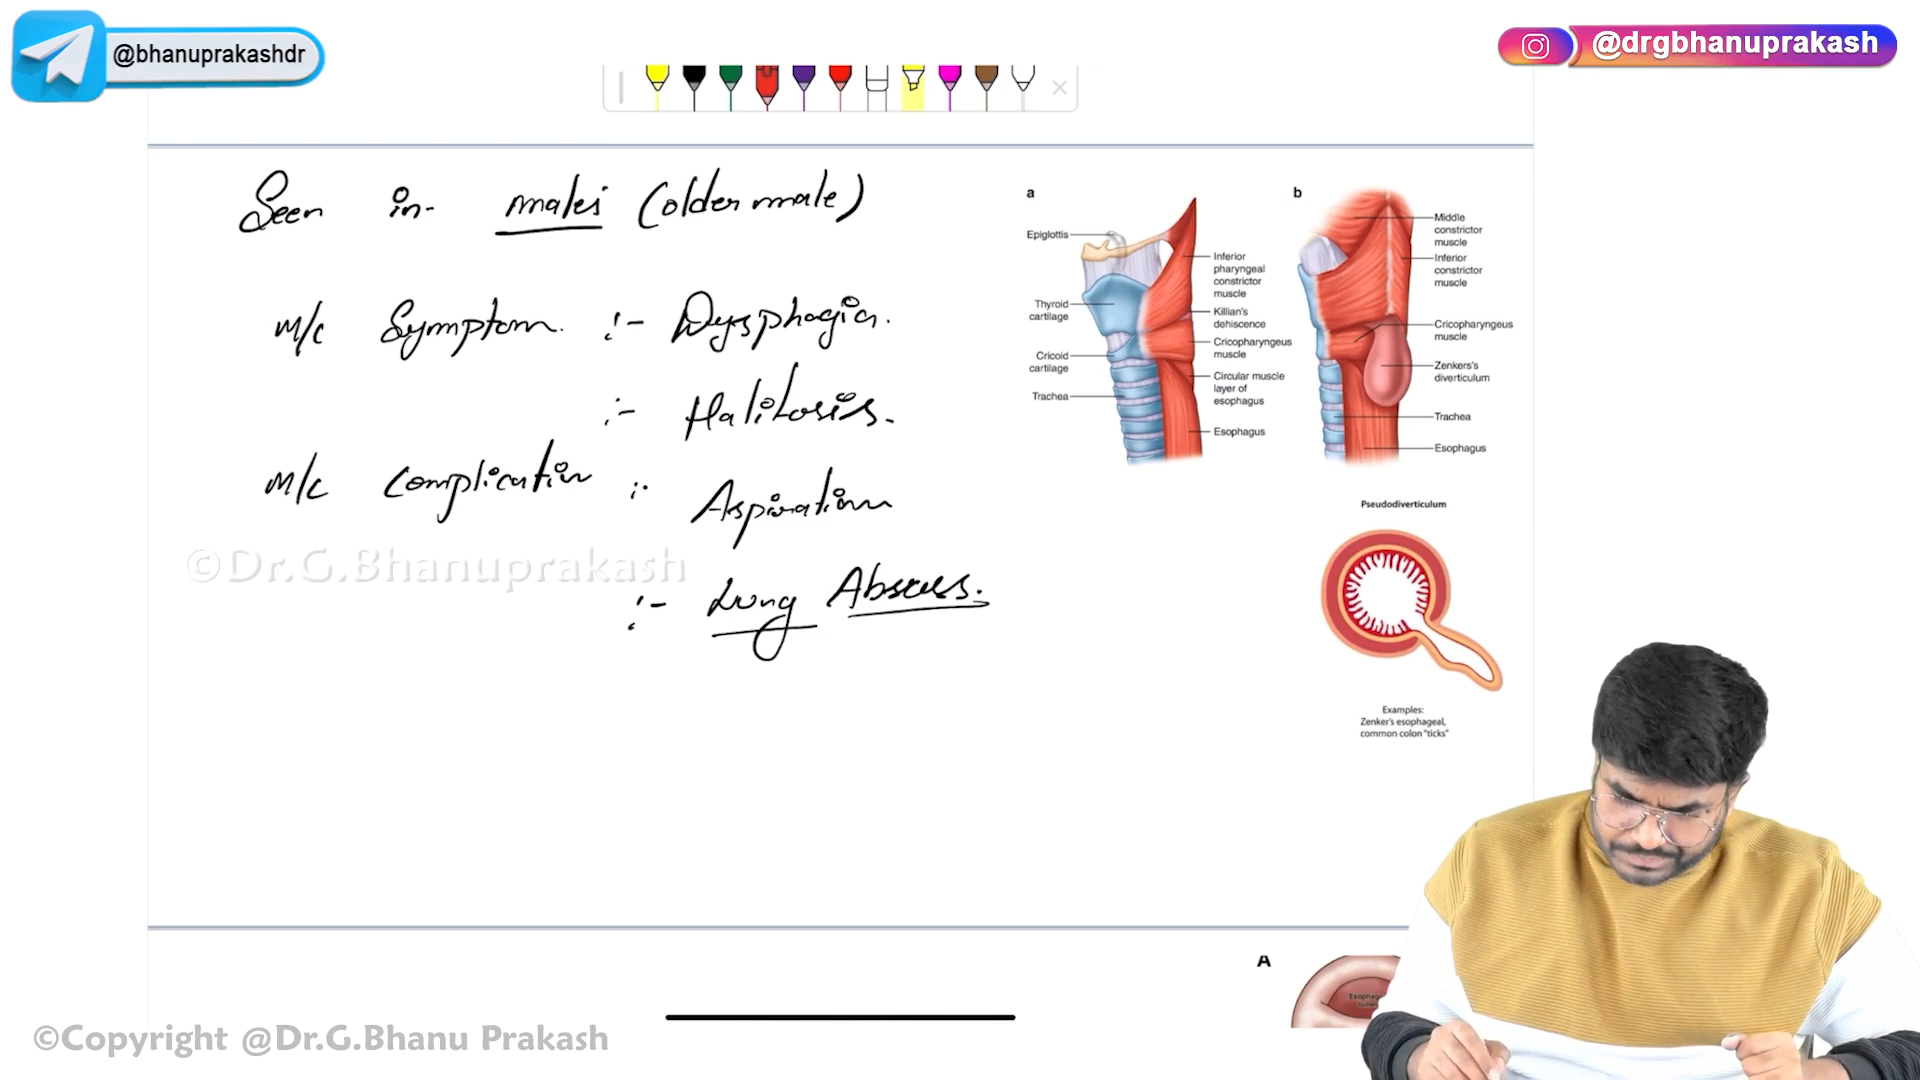 @bhanuprakashdr
@drgbhanuprakash
Seen in males (older male)
M/c Symptom :- Dysphagia.
:- Halitosis.
M/c Complication :- Aspiration
:- Lung Abscess.
©Dr.G.Bhanuprakash
a
Epiglottis
Thyroid
cartilage
Cricoid
cartilage
Trachea
Inferior
pharyngeal
constrictor
muscle
Killian's
dehiscence
Cricopharyngeus
muscle
Circular muscle
layer of
esophagus
Esophagus
b
Middle
constrictor
muscle
Inferior
constrictor
muscle
Cricopharyngeus
muscle
Zenkers's
diverticulum
Trachea
Esophagus
Pseudodiverticulum
Examples:
Zenker's esophageal,
common colon "ticks"
A
©Copyright @Dr.G.Bhanu Prakash